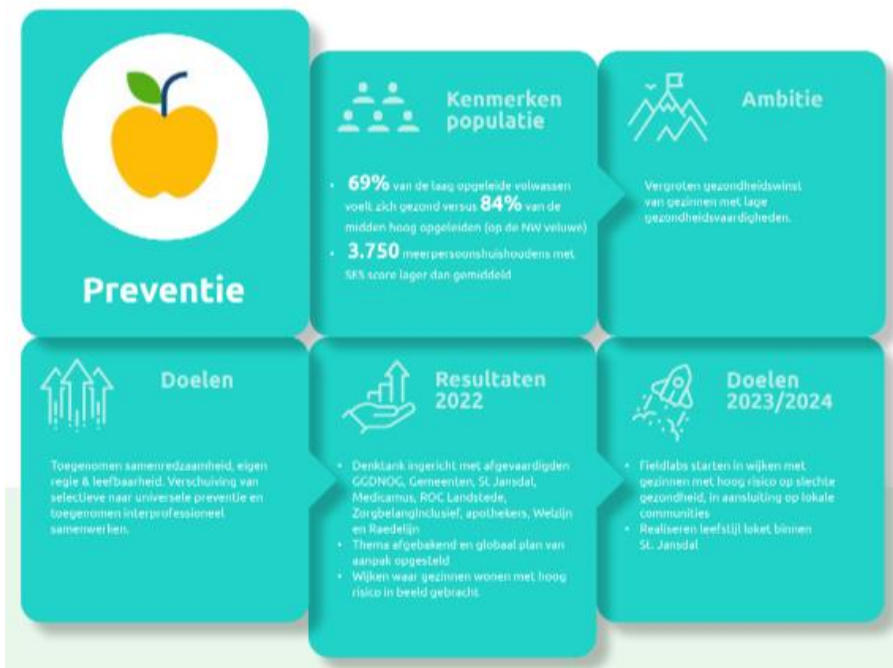 Preventie
Kenmerken
populatie
• 69% van de laag opgeleide volwassen
voelt zich gezond versus 84% van de
midden hoog opgeleiden (op de NW veluwe)
• 3.750 meerpersoonshuishoudens met
SES score lager dan gemiddeld
Ambitie
Vergroten gezondheidswinst
van gezinnen met lage
gezondheidsvaardigheden.
Doelen
Toegenomen samenredzaamheid, eigen
regie & leefbaarheid. Verschuiving van
selectieve naar universele preventie en
toegenomen interprofessioneel
samenwerken.
Resultaten
2022
• Denktank ingericht met afgevaardigden
GGDNOG, Gemeenten, St. Jansdal,
Medicamus, ROC Landstede,
ZorgbelangInclusief, apothekers, Welzijn
en Raedelijn
• Thema afgebakend en globaal plan van
aanpak opgesteld
• Wijken waar gezinnen wonen met hoog
risico in beeld gebracht
Doelen
2023/2024
• Fieldlabs starten in wijken met
gezinnen met hoog risico op slechte
gezondheid, in aansluiting op lokale
communities
• Realiseren leefstijl loket binnen
St. Jansdal